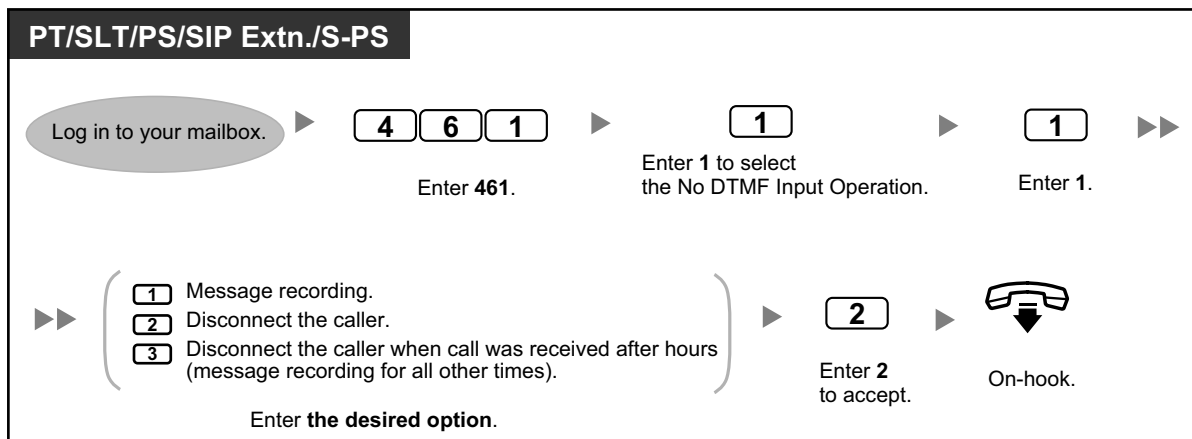 PT/SLT/PS/SIP Extn./S-PS
Log in to your mailbox.
4 6 1
Enter 461.
1
Enter 1 to select
the No DTMF Input Operation.
1
Enter 1.
1 Message recording.
2 Disconnect the caller.
3 Disconnect the caller when call was received after hours
(message recording for all other times).
Enter the desired option.
2
Enter 2
to accept.
On-hook.